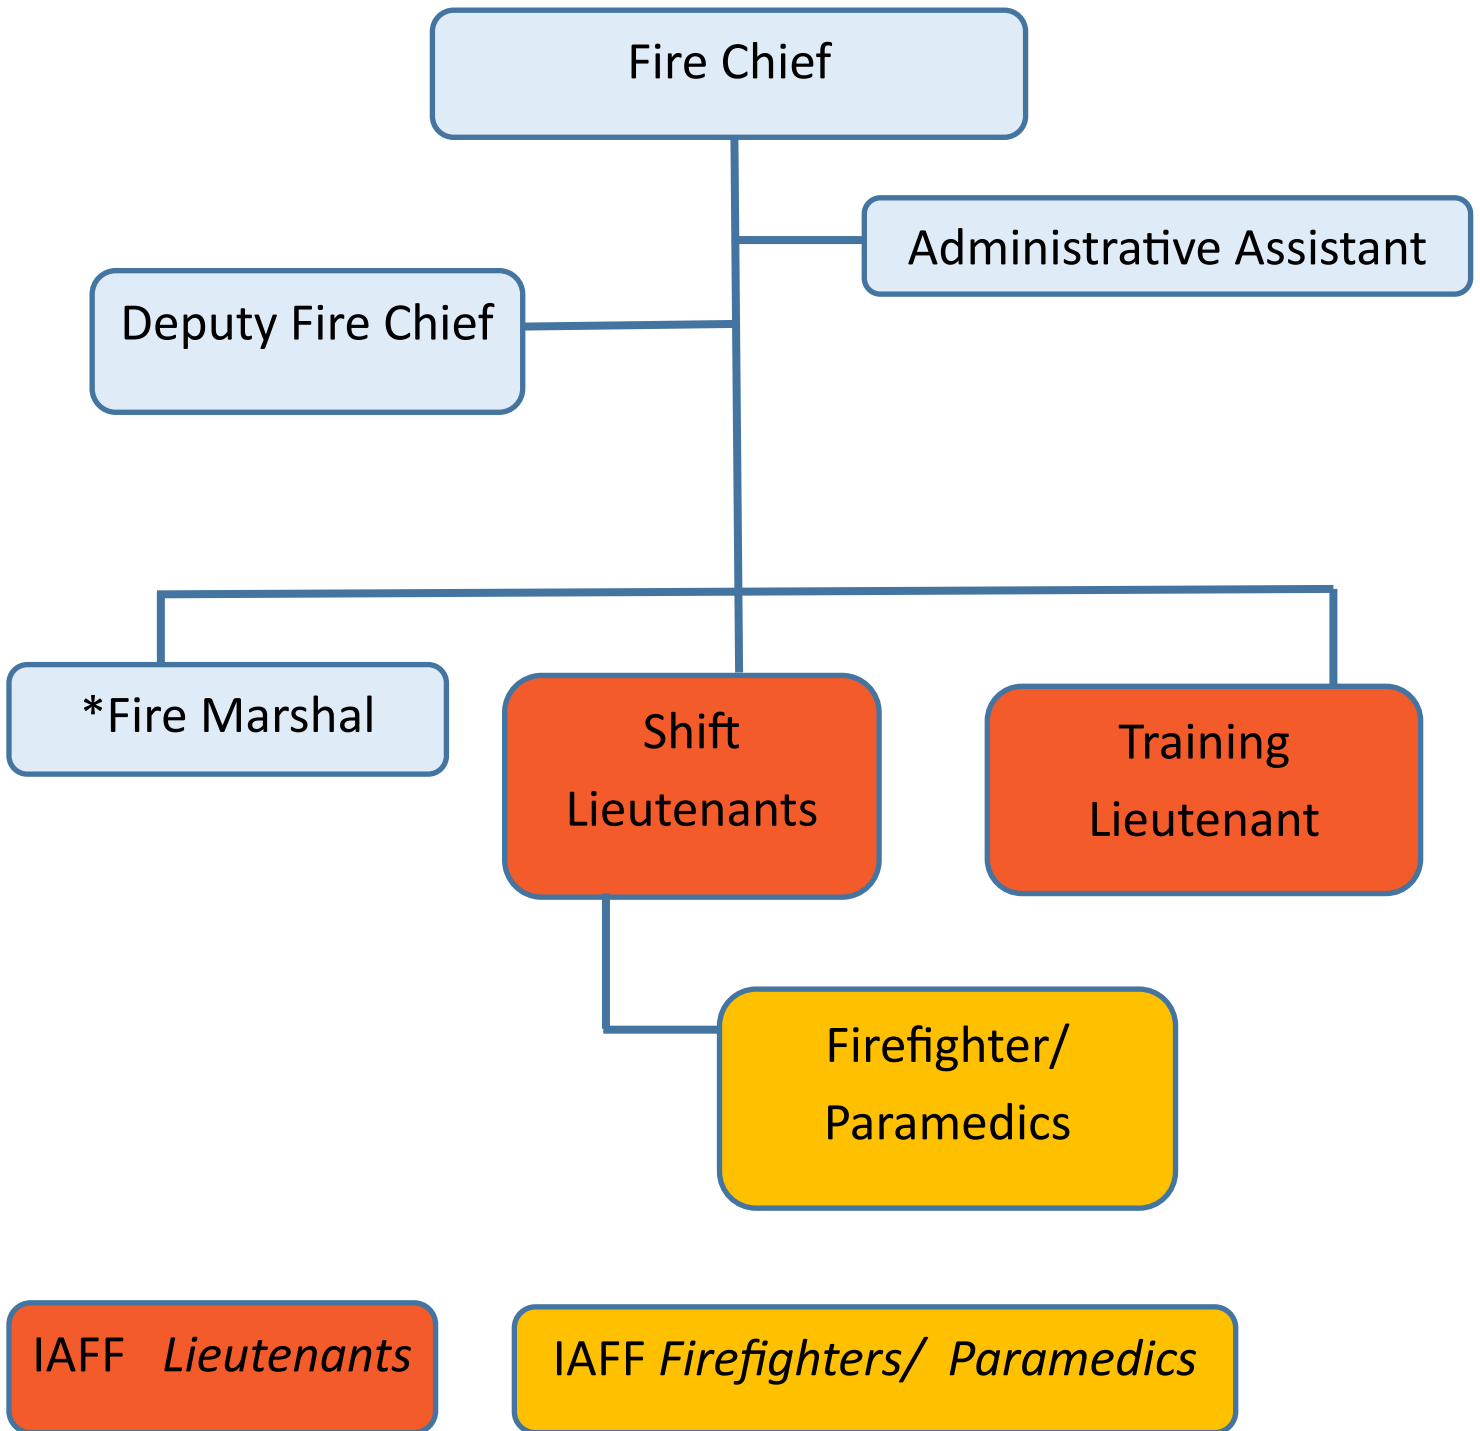 Fire Chief
Administrative Assistant
Deputy Fire Chief
*Fire Marshal
Shift
Lieutenants
Training
Lieutenant
Firefighter/
Paramedics
IAFF Lieutenants
IAFF Firefighters/ Paramedics